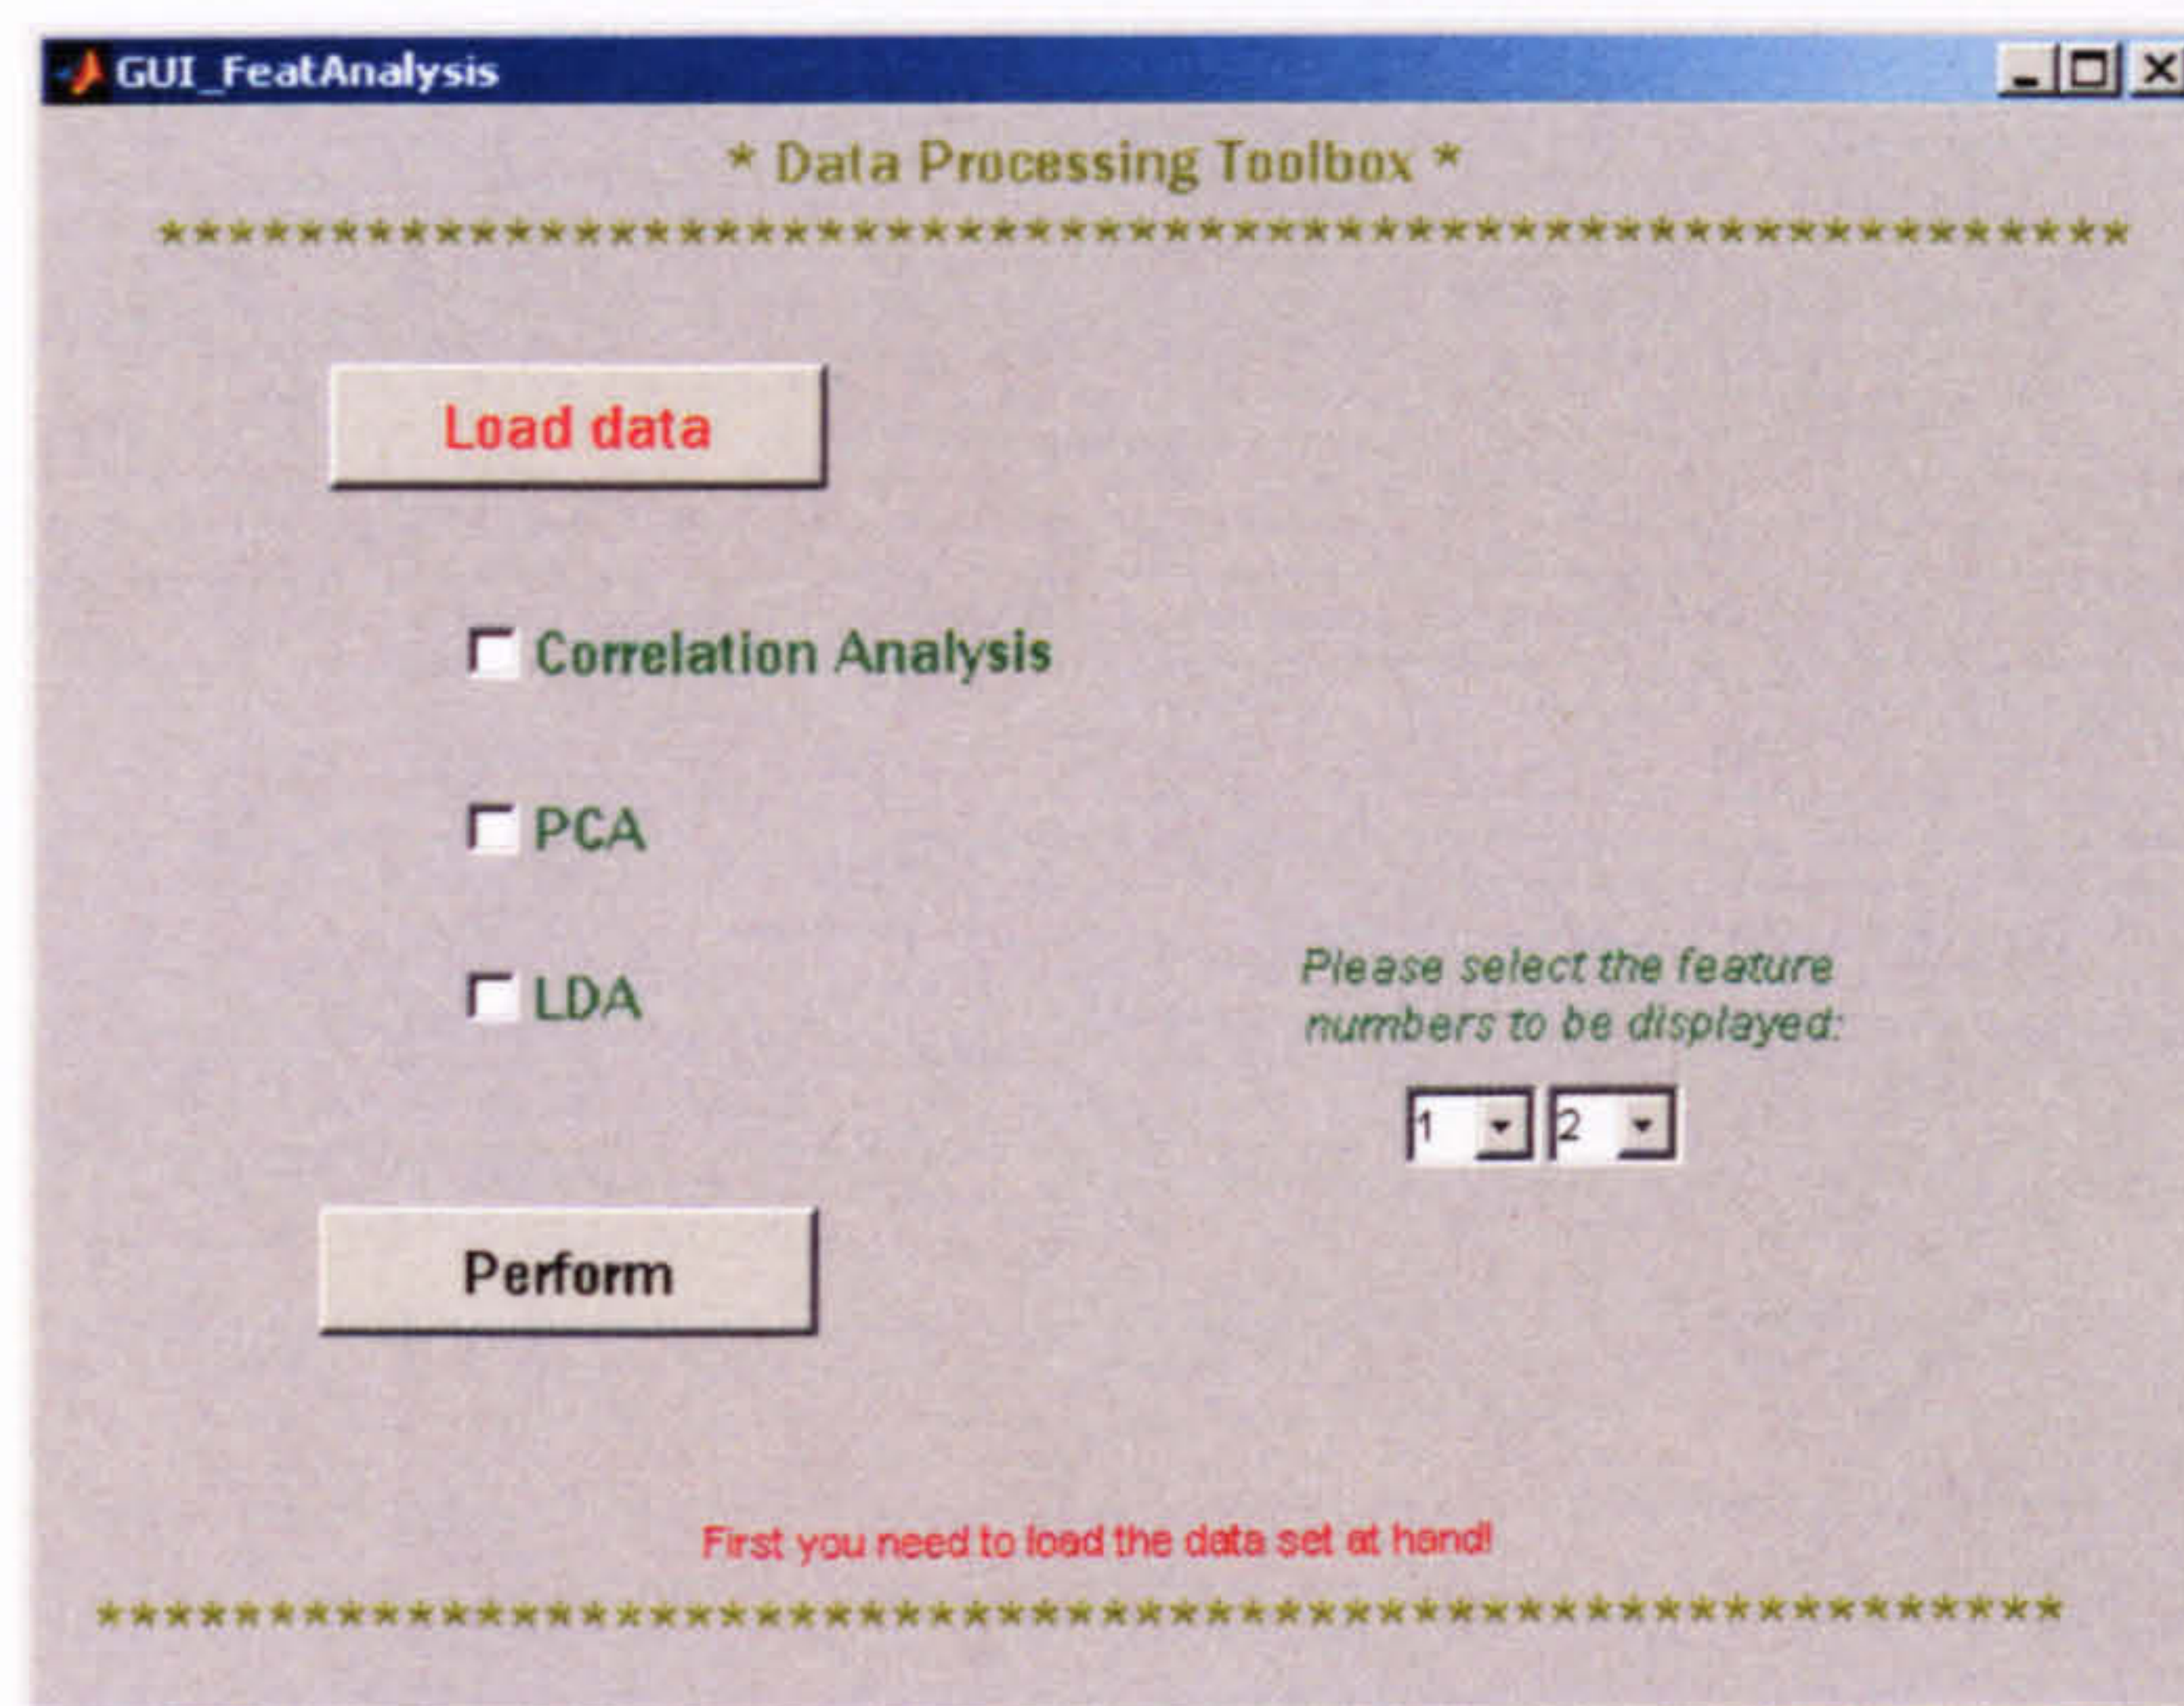 GUI_FeatAnalysis
* Data Processing Toolbox *
*********************************************************
Load data
Correlation Analysis
PCA
LDA
Please select the feature
numbers to be displayed:
1 2
Perform
First you need to load the data set at hand!
*********************************************************